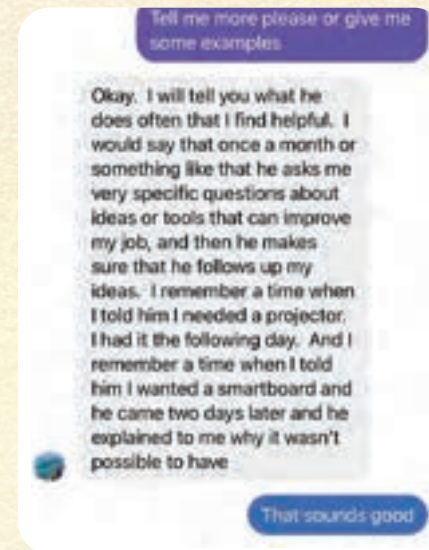 Tell me more please or give me
some examples
Okay. I will tell you what he
does often that I find helpful. I
would say that once a month or
something like that he asks me
very specific questions about
ideas or tools that can improve
my job, and then he makes
sure that he follows up my
ideas. I remember a time when
I told him I needed a projector.
I had it the following day. And I
remember a time when I told
him I wanted a smartboard and
he came two days later and he
explained to me why it wasn't
possible to have
That sounds good